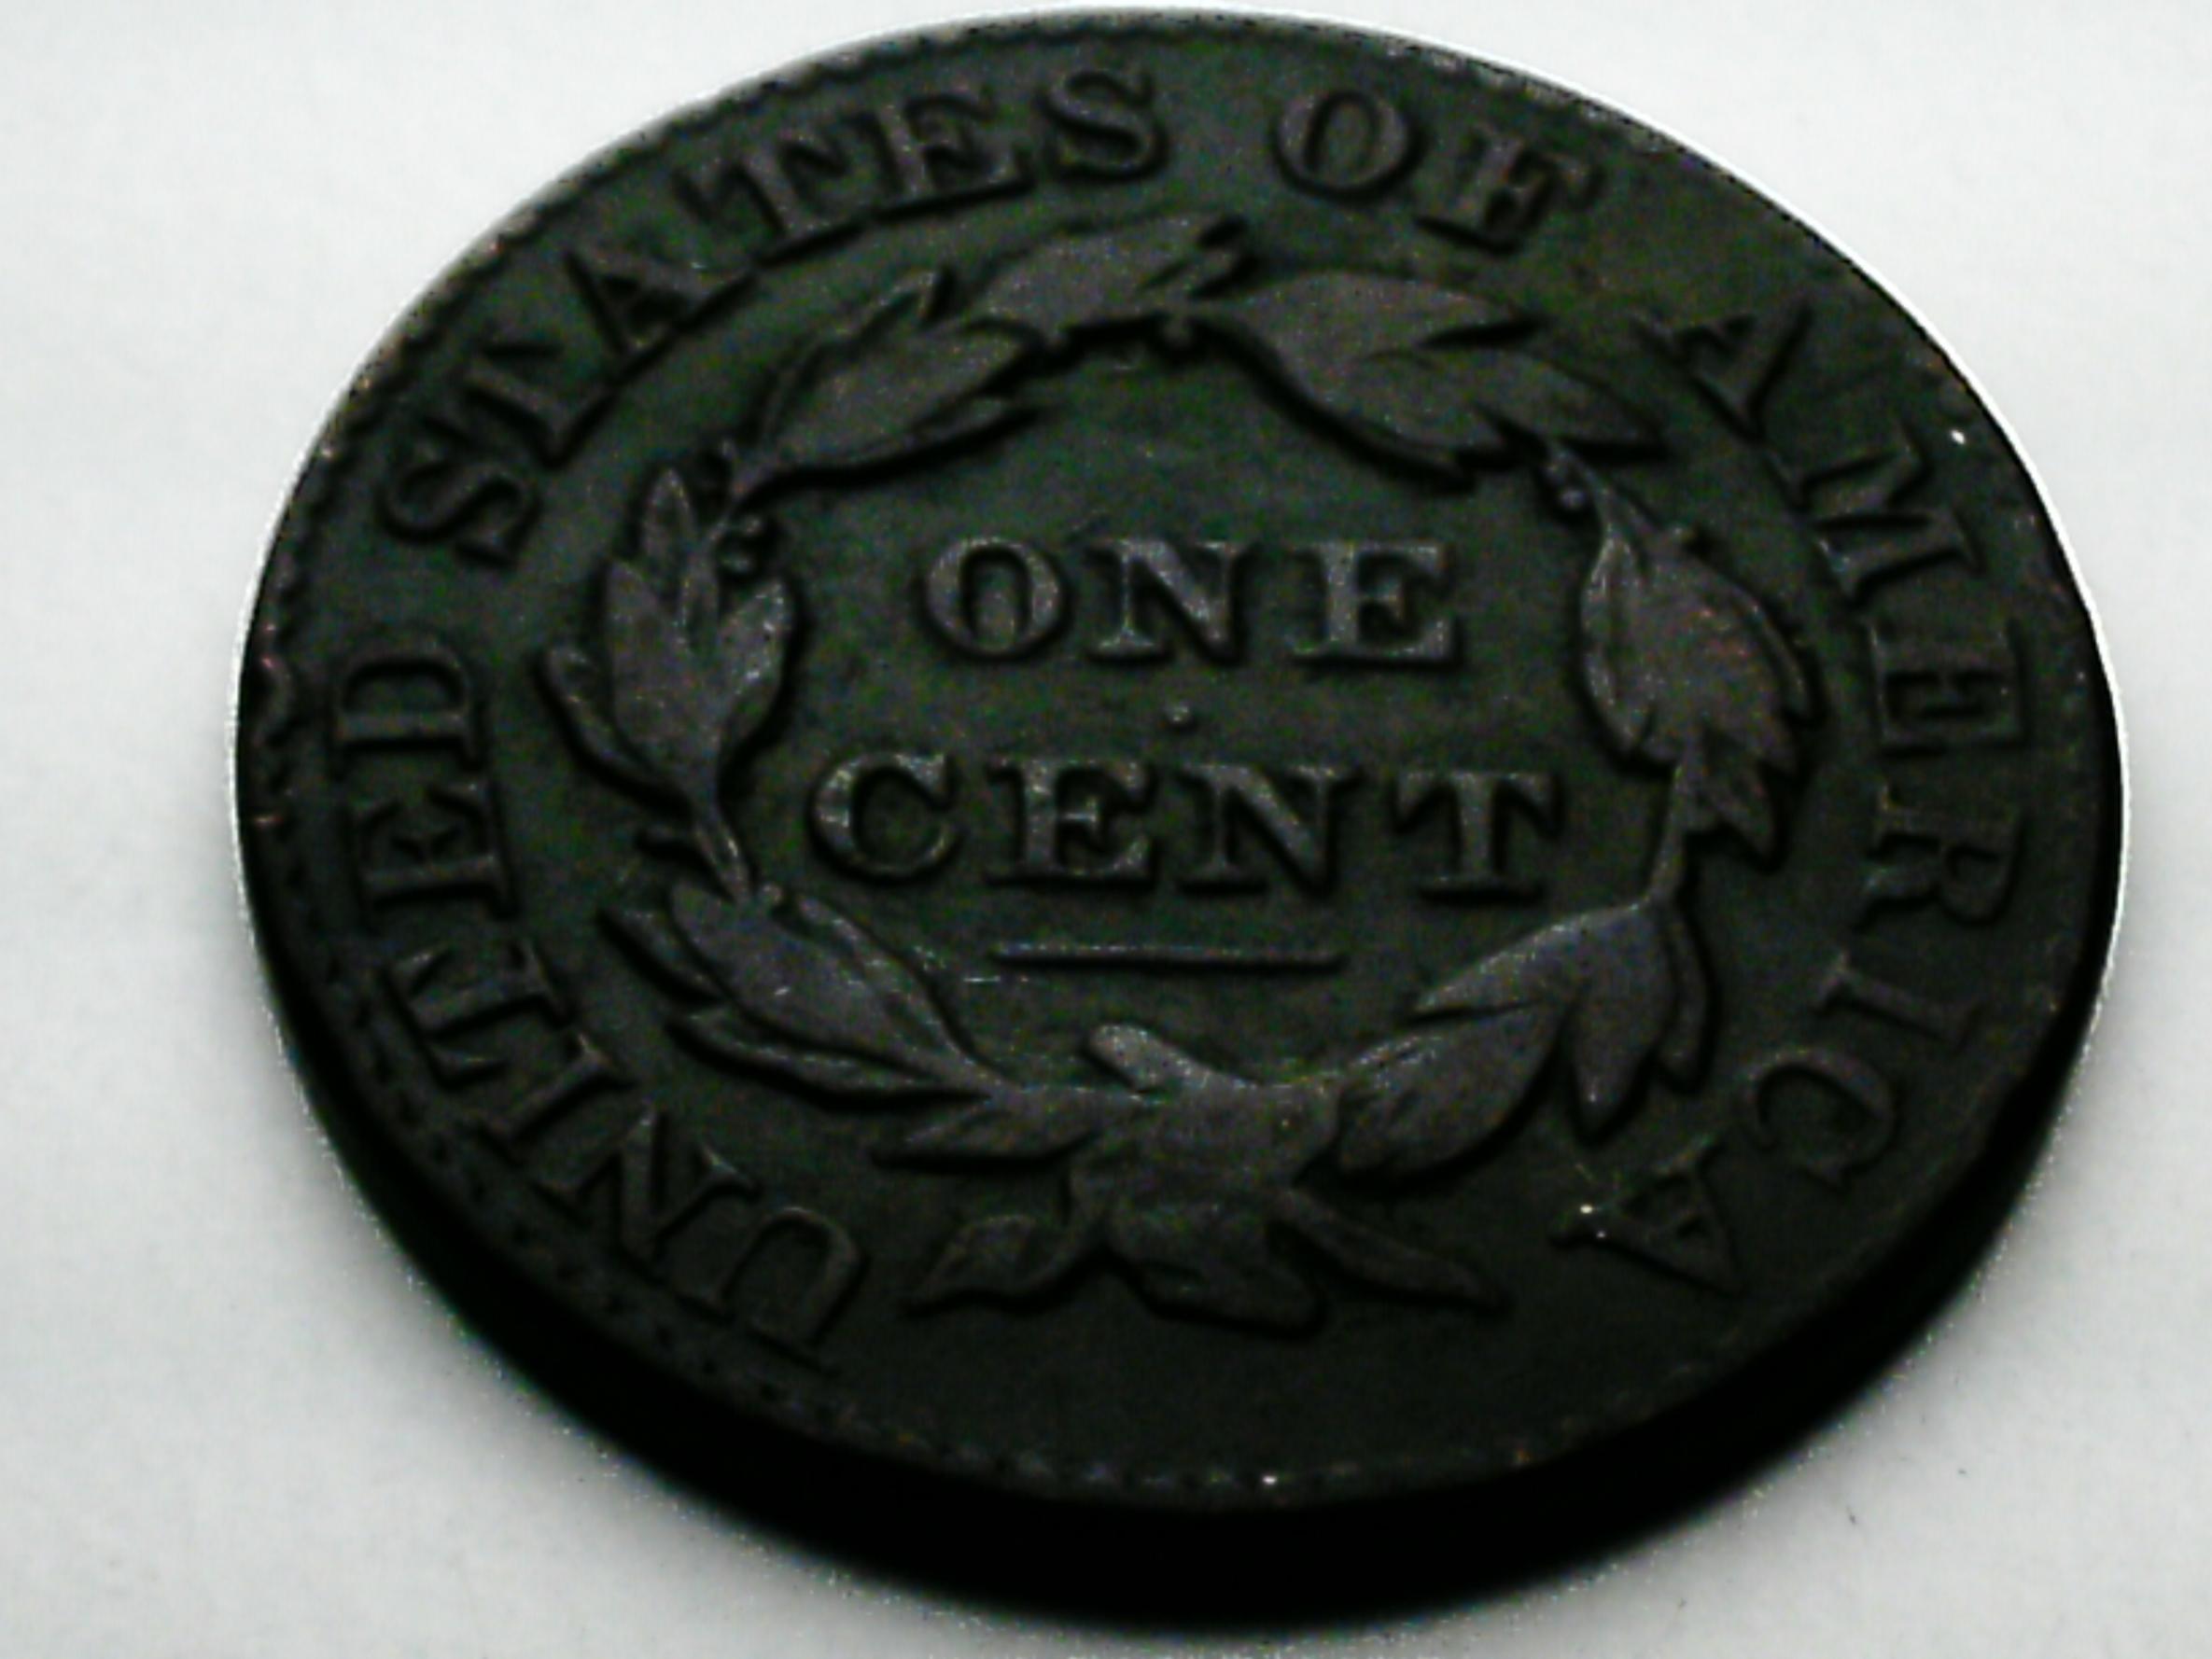 UNITED STATES OF AMERICA
ONE
CENT